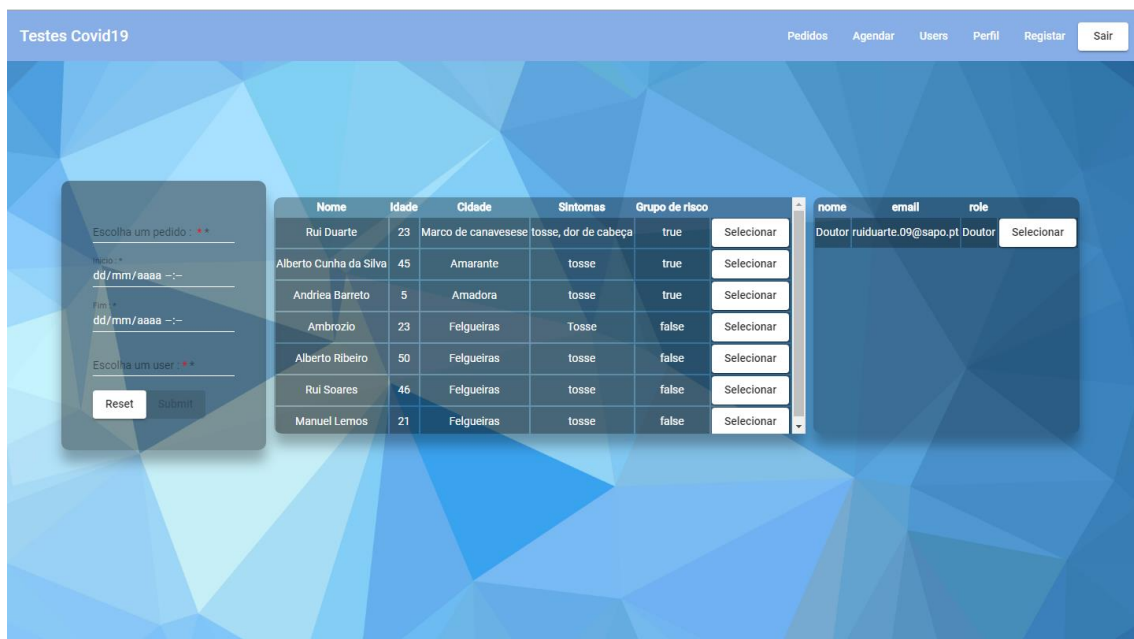 Testes Covid19 Pedidos Agendar Users Perfil Registar Sair
Escolha um pedido : * *
Inicio : *
dd/mm/aaaa --:--
Fim : *
dd/mm/aaaa --:--
Escolha um user : * *
Reset Submit
Nome Idade Cidade Sintomas Grupo de risco
Rui Duarte 23 Marco de canavesese tosse, dor de cabeça true Selecionar
Alberto Cunha da Silva 45 Amarante tosse true Selecionar
Andriea Barreto 5 Amadora tosse true Selecionar
Ambrozio 23 Felgueiras Tosse false Selecionar
Alberto Ribeiro 50 Felgueiras tosse false Selecionar
Rui Soares 46 Felgueiras tosse false Selecionar
Manuel Lemos 21 Felgueiras tosse false Selecionar
nome email role
Doutor ruiduarte.09@sapo.pt Doutor Selecionar